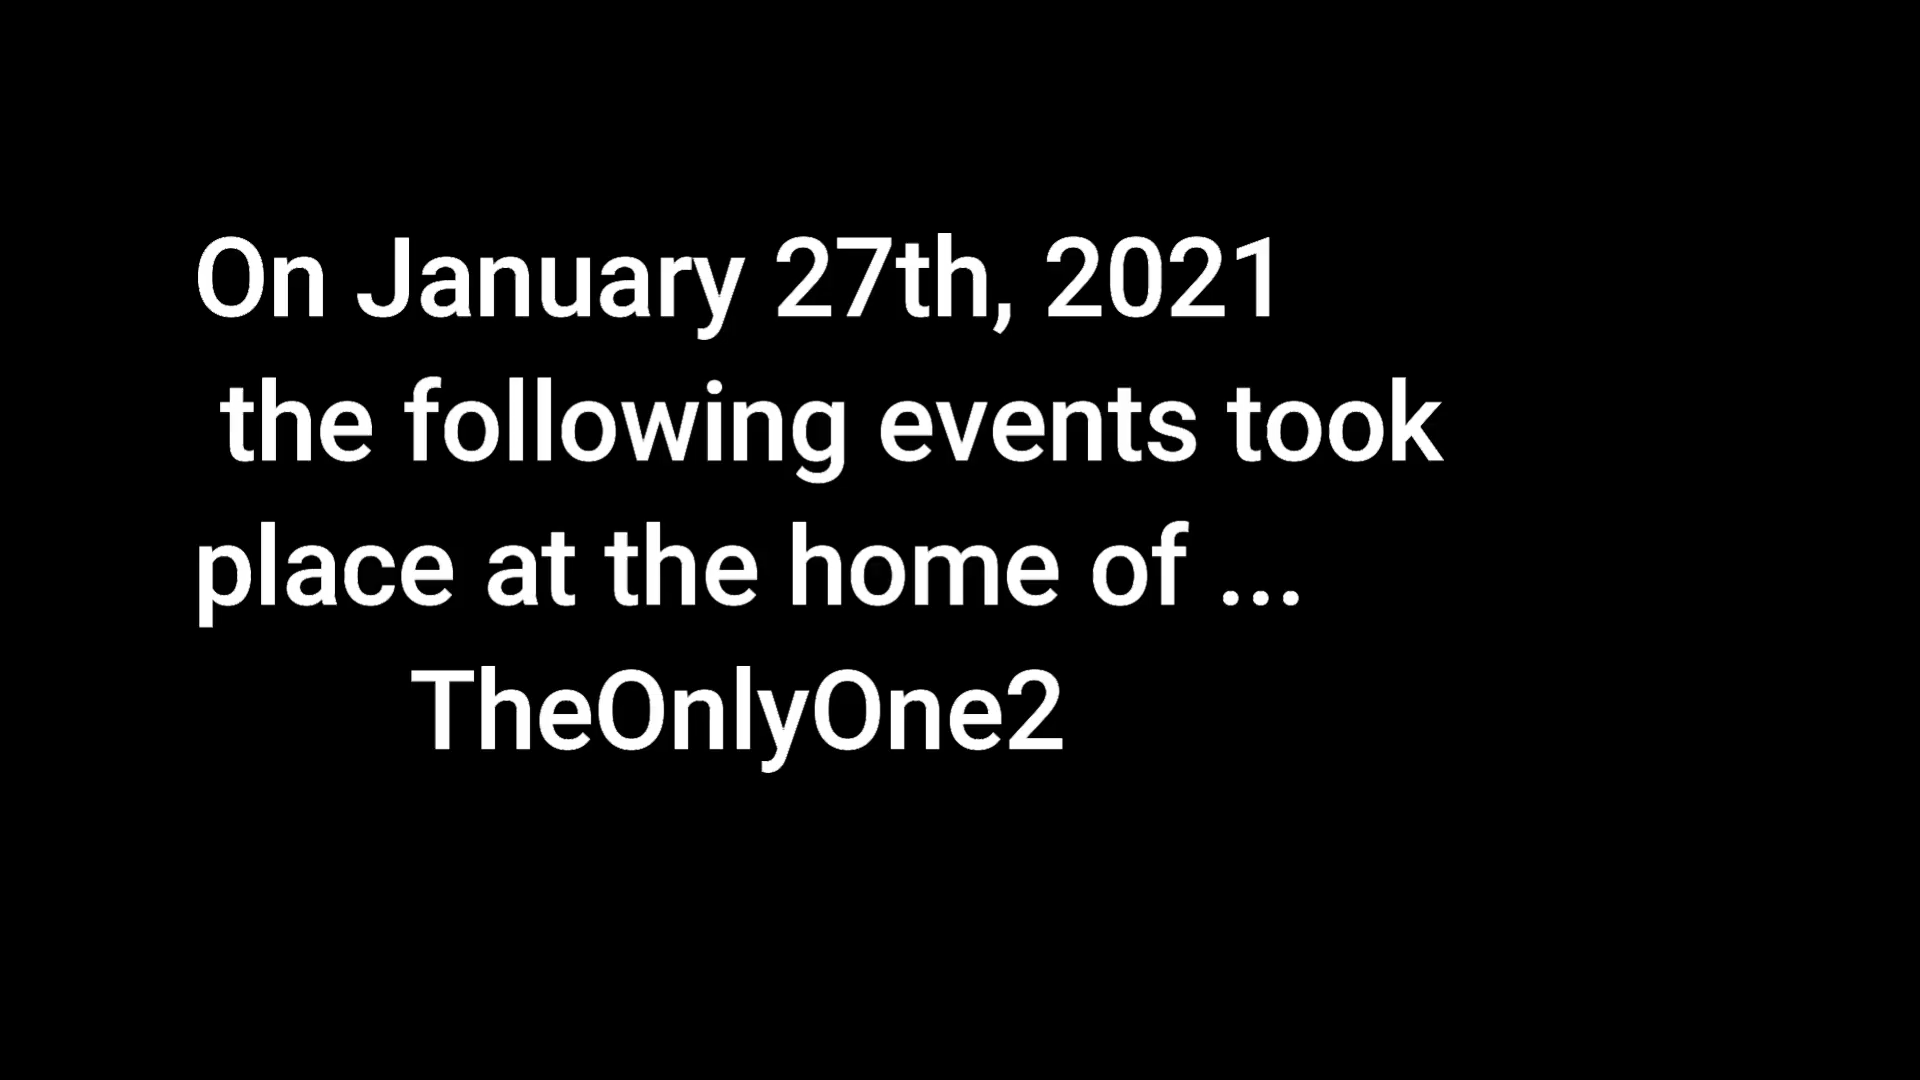 On January 27th, 2021
the following events took
place at the home of ...
TheOnlyOne2